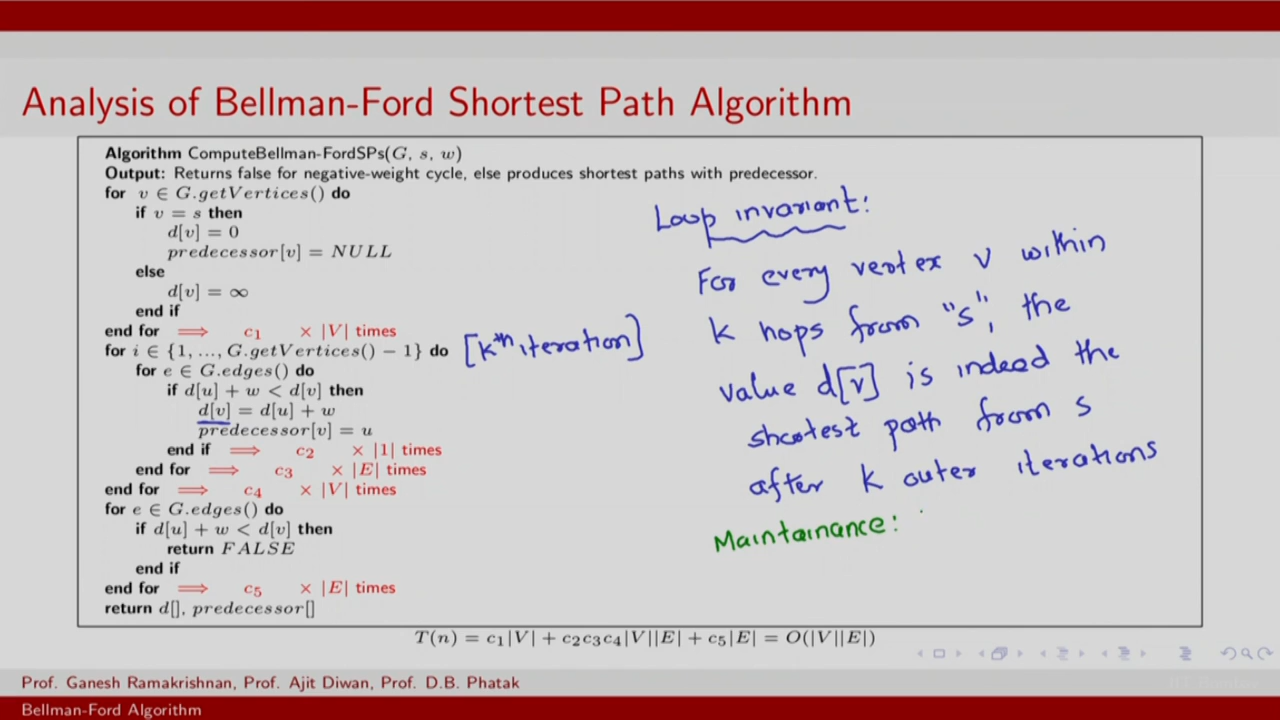 Analysis of Bellman-Ford Shortest Path Algorithm
Algorithm ComputeBellman-FordSPs(G, s, w)
Output: Returns false for negative-weight cycle, else produces shortest paths with predecessor.
for v ∈ G.getVertices() do
if v = s then
d[v] = 0
predecessor[v] = NULL
else
d[v] = ∞
end if
end for ⟹ c₁ × |V| times
for i ∈ {1, ..., G.getVertices() − 1} do [kᵗʰ iteration]
for e ∈ G.edges() do
if d[u] + w < d[v] then
d[v] = d[u] + w
predecessor[v] = u
end if ⟹ c₂ × |1| times
end for ⟹ c₃ × |E| times
end for ⟹ c₄ × |V| times
for e ∈ G.edges() do
if d[u] + w < d[v] then
return FALSE
end if
end for ⟹ c₅ × |E| times
return d[], predecessor[]
Loop invariant:
For every vertex v within
k hops from "s", the
value d[v] is indeed the
shortest path from s
after k outer iterations
Maintainance:
T(n) = c₁|V| + c₂c₃c₄|V||E| + c₅|E| = O(|V||E|)
Prof. Ganesh Ramakrishnan, Prof. Ajit Diwan, Prof. D.B. Phatak
Bellman-Ford Algorithm